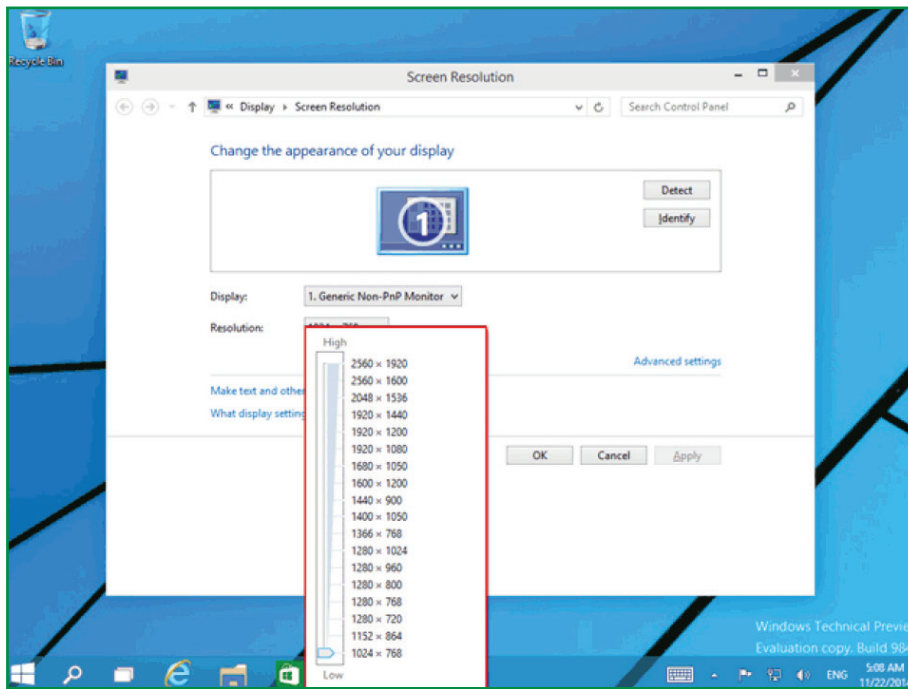 Recycle Bin
Screen Resolution
« Display Screen Resolution
Search Control Panel
Change the appearance of your display
1
Detect
Identify
Display: 1. Generic Non-PnP Monitor
Resolution: 1024 × 768
High
2560 × 1920
Advanced settings
2560 × 1600
Make text and other
2048 × 1536
What display setting
1920 × 1440
1920 × 1200
1920 × 1080
OK Cancel Apply
1680 × 1050
1600 × 1200
1440 × 900
1400 × 1050
1366 × 768
1280 × 1024
1280 × 960
1280 × 800
1280 × 768
1280 × 720
1152 × 864
1024 × 768
Low
Windows Technical Previe
Evaluation copy. Build 984
ENG
5:08 AM
11/22/2014